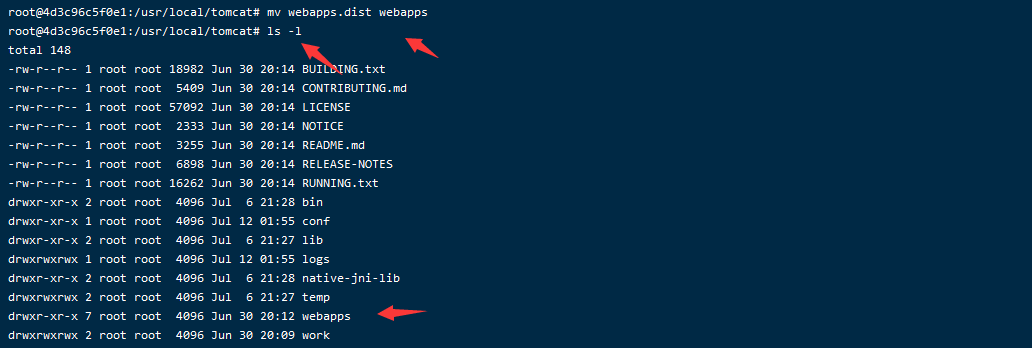 root@4d3c96c5f0e1:/usr/local/tomcat# mv webapps.dist webapps
root@4d3c96c5f0e1:/usr/local/tomcat# ls -l
total 148
-rw-r--r-- 1 root root 18982 Jun 30 20:14 BUILDING.txt
-rw-r--r-- 1 root root  5409 Jun 30 20:14 CONTRIBUTING.md
-rw-r--r-- 1 root root 57092 Jun 30 20:14 LICENSE
-rw-r--r-- 1 root root  2333 Jun 30 20:14 NOTICE
-rw-r--r-- 1 root root  3255 Jun 30 20:14 README.md
-rw-r--r-- 1 root root  6898 Jun 30 20:14 RELEASE-NOTES
-rw-r--r-- 1 root root 16262 Jun 30 20:14 RUNNING.txt
drwxr-xr-x 2 root root  4096 Jul  6 21:28 bin
drwxr-xr-x 1 root root  4096 Jul 12 01:55 conf
drwxr-xr-x 2 root root  4096 Jul  6 21:27 lib
drwxrwxrwx 1 root root  4096 Jul 12 01:55 logs
drwxr-xr-x 2 root root  4096 Jul  6 21:28 native-jni-lib
drwxrwxrwx 2 root root  4096 Jul  6 21:27 temp
drwxr-xr-x 7 root root  4096 Jun 30 20:12 webapps
drwxrwxrwx 2 root root  4096 Jun 30 20:09 work